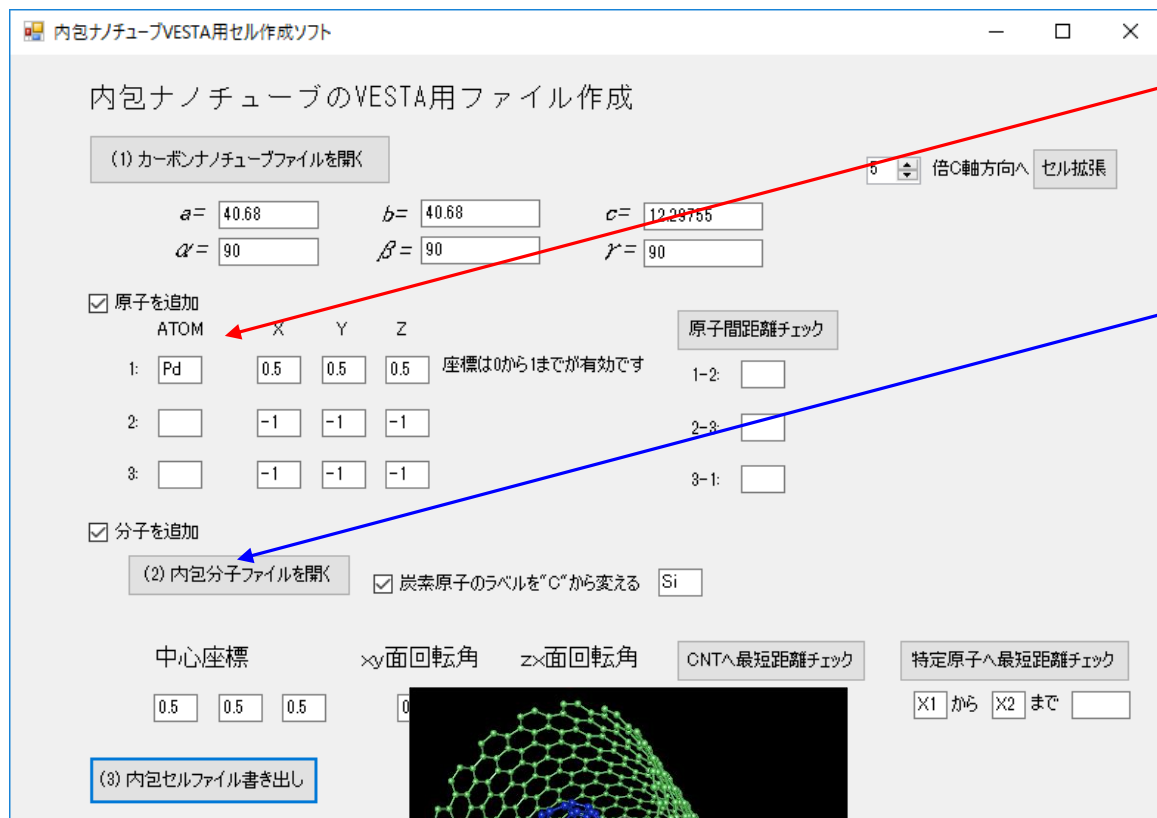 内包ナノチューブVESTA用セル作成ソフト
内包ナノチューブのVESTA用ファイル作成
(1) カーボンナノチューブファイルを開く
5 倍C軸方向へ セル拡張
a= 40.68 b= 40.68 c= 12.29755
α= 90 β= 90 γ= 90
原子を追加
ATOM X Y Z 原子間距離チェック
1: Pd 0.5 0.5 0.5 座標は0から1までが有効です 1-2:
2: -1 -1 -1 2-3:
3: -1 -1 -1 3-1:
分子を追加
(2) 内包分子ファイルを開く 炭素原子のラベルを"C"から変える Si
中心座標 xy面回転角 zx面回転角 CNTへ最短距離チェック 特定原子へ最短距離チェック
0.5 0.5 0.5 0 X1 から X2 まで
(3) 内包セルファイル書き出し